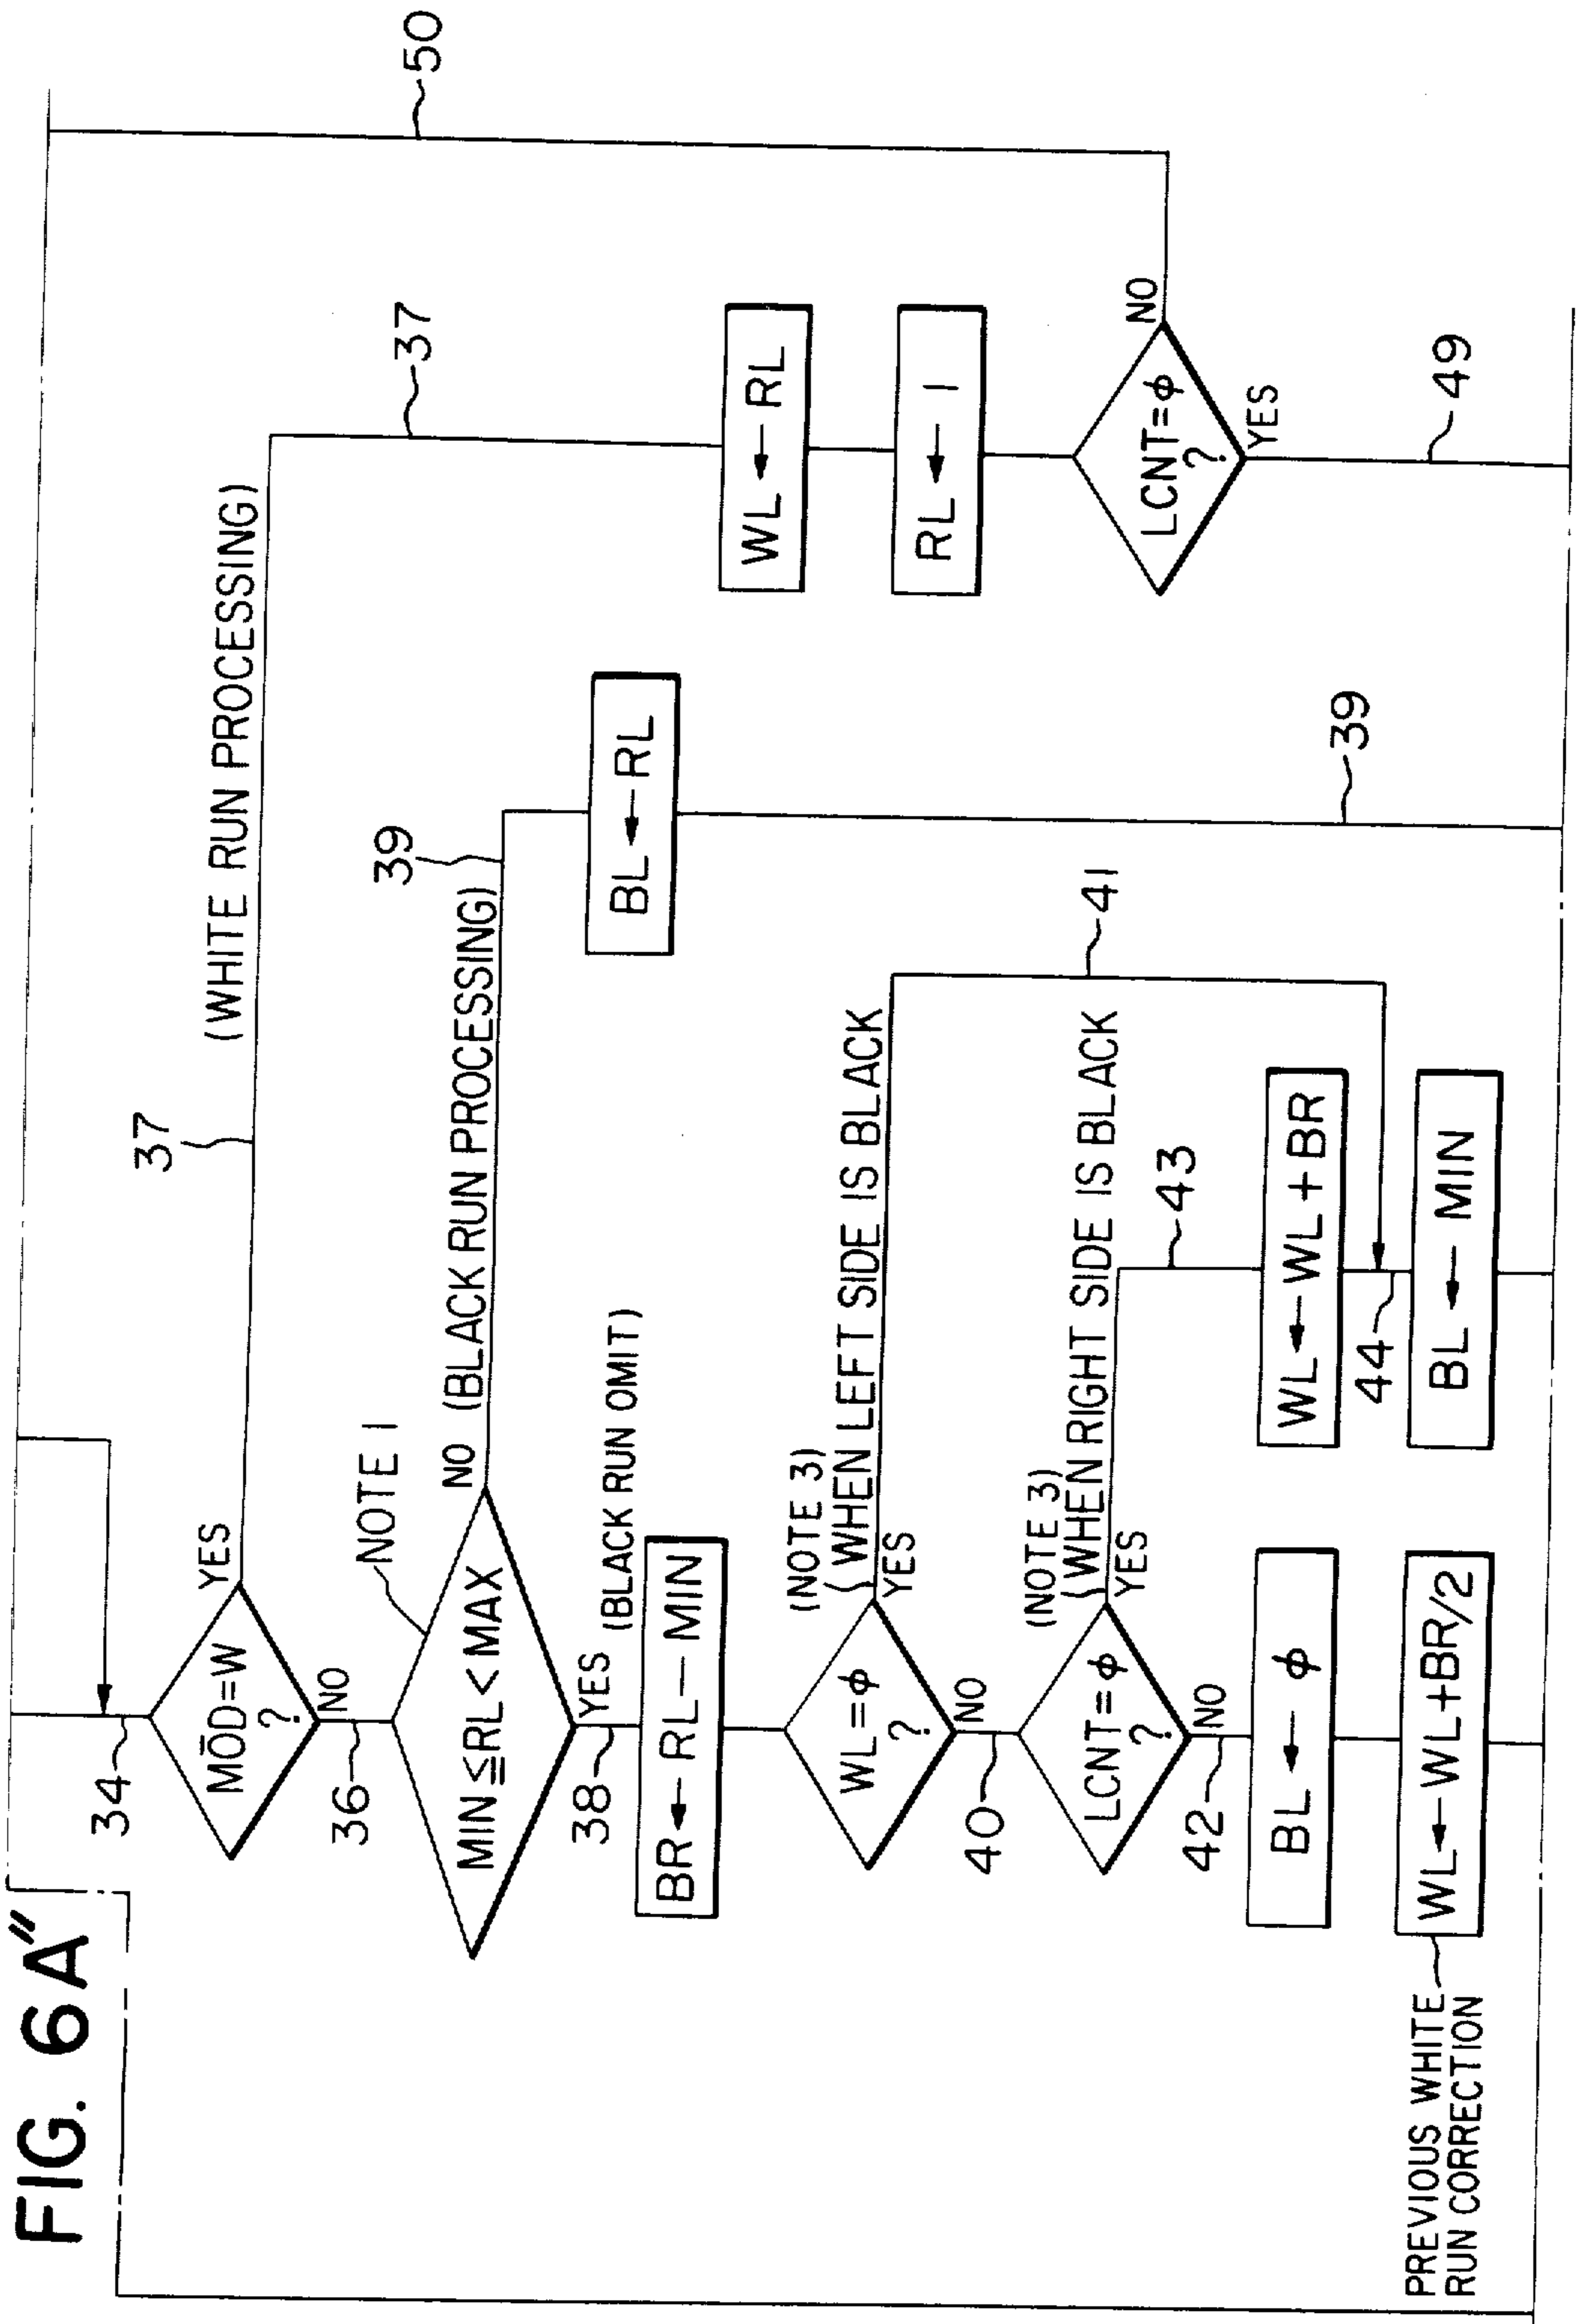 FIG. 6A"
34
MŌD=W
?
YES
37
(WHITE RUN PROCESSING)
37
50
NO
36
NOTE 1
MIN≦RL<MAX
NO (BLACK RUN PROCESSING)
39
YES
38
(BLACK RUN OMIT)
BR←RL—MIN
BL←RL
WL←RL
RL←1
(NOTE 3)
WHEN LEFT SIDE IS BLACK
WL=ϕ
?
YES
41
NO
40
(NOTE 3)
WHEN RIGHT SIDE IS BLACK
LCNT=ϕ
?
YES
43
NO
42
LCNT=ϕ
?
NO
YES
BL←ϕ
WL←WL+BR
39
49
44
PREVIOUS WHITE
RUN CORRECTION
WL←WL+BR/2
BL←MIN